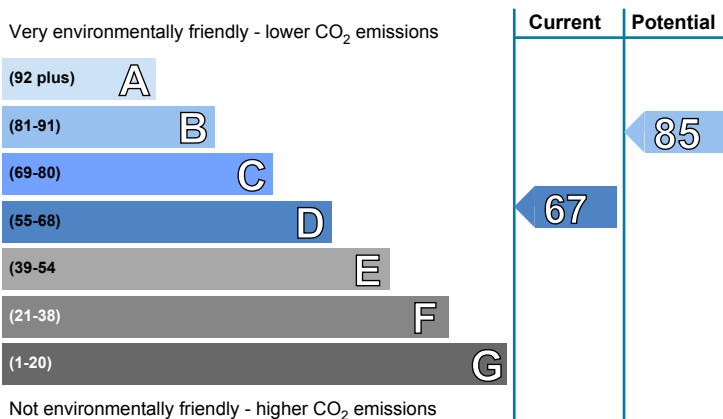 Current Potential
Very environmentally friendly - lower CO2 emissions
(92 plus) A
(81-91) B
85
(69-80) C
(55-68) D
67
(39-54 E
(21-38) F
(1-20) G
Not environmentally friendly - higher CO2 emissions